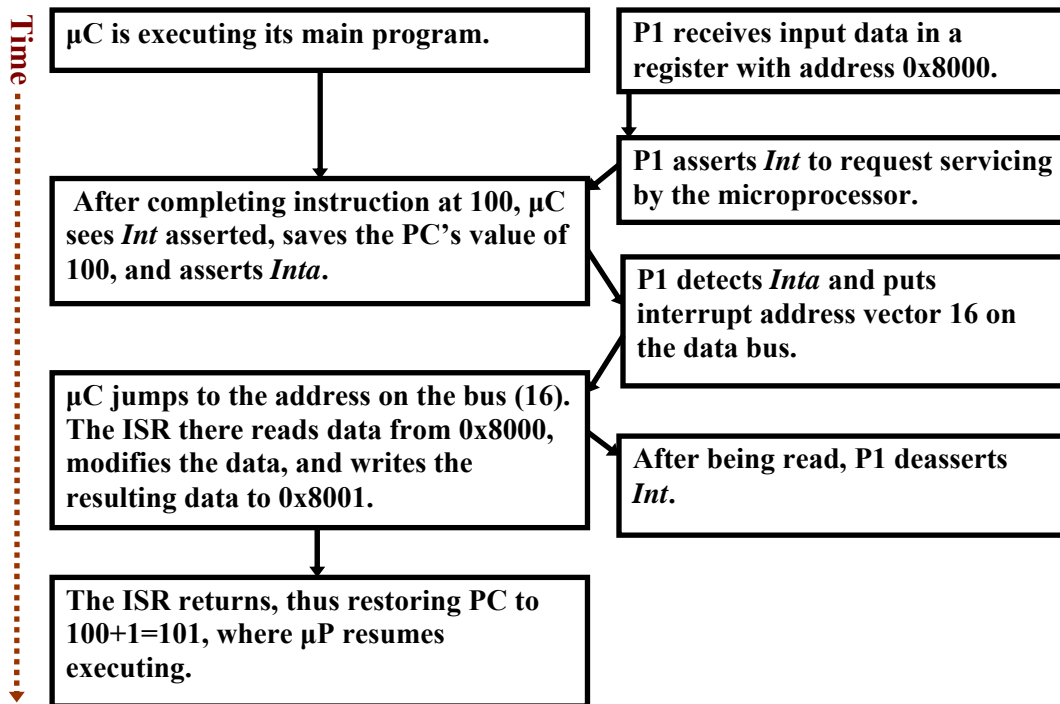 Time
μC is executing its main program.
P1 receives input data in a
register with address 0x8000.
P1 asserts Int to request servicing
by the microprocessor.
After completing instruction at 100, μC
sees Int asserted, saves the PC’s value of
100, and asserts Inta.
P1 detects Inta and puts
interrupt address vector 16 on
the data bus.
μC jumps to the address on the bus (16).
The ISR there reads data from 0x8000,
modifies the data, and writes the
resulting data to 0x8001.
After being read, P1 deasserts
Int.
The ISR returns, thus restoring PC to
100+1=101, where μP resumes
executing.